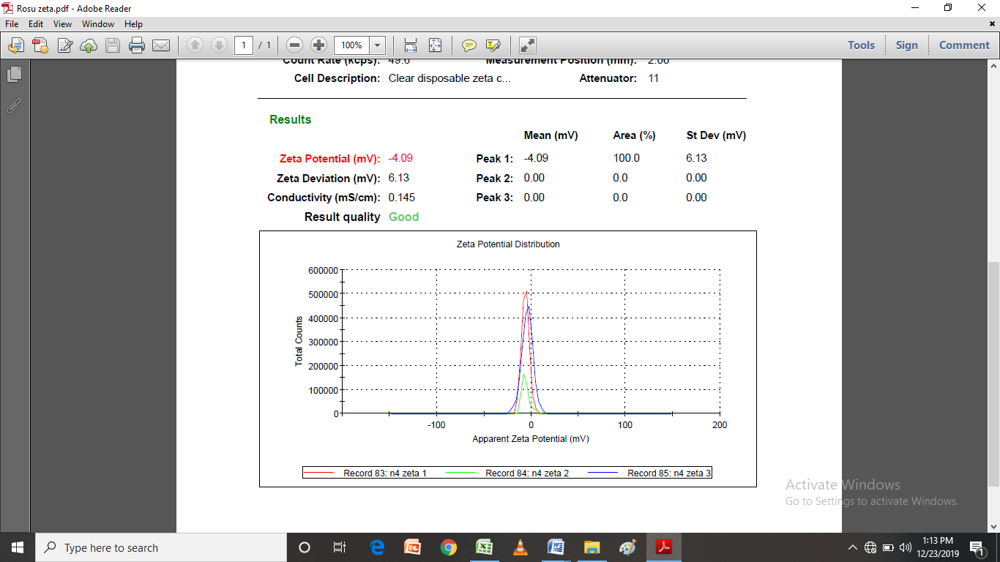 Rosu zeta.pdf - Adobe Reader
File Edit View Window Help
1 / 1 100% Tools Sign Comment
Count Rate (kcps): 49.6 Measurement Position (mm): 2.00
Cell Description: Clear disposable zeta c... Attenuator: 11
Results
Mean (mV) Area (%) St Dev (mV)
Zeta Potential (mV): -4.09 Peak 1: -4.09 100.0 6.13
Zeta Deviation (mV): 6.13 Peak 2: 0.00 0.0 0.00
Conductivity (mS/cm): 0.145 Peak 3: 0.00 0.0 0.00
Result quality Good
Zeta Potential Distribution
600000
500000
400000
300000
200000
100000
0
Total Counts
-100 0 100 200
Apparent Zeta Potential (mV)
Record 83: n4 zeta 1 Record 84: n4 zeta 2 Record 85: n4 zeta 3
Activate Windows
Go to Settings to activate Windows.
Type here to search
1:13 PM
12/23/2019
1